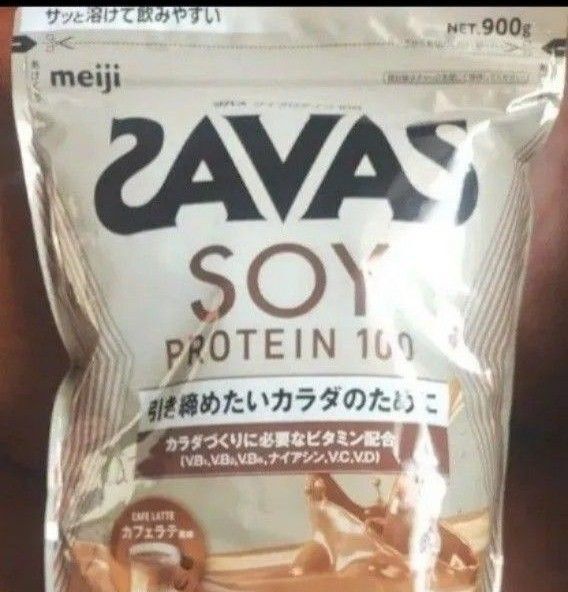 サッと溶けて飲みやすい
NET.900g
meiji
SAVAS
SOY
PROTEIN 100
引き締めたいカラダのために
カラダづくりに必要なビタミン配合
(V.B₁,V.B₂,V.B₆,ナイアシン,V.C,V.D)
CAFE LATTE
カフェラテ風味